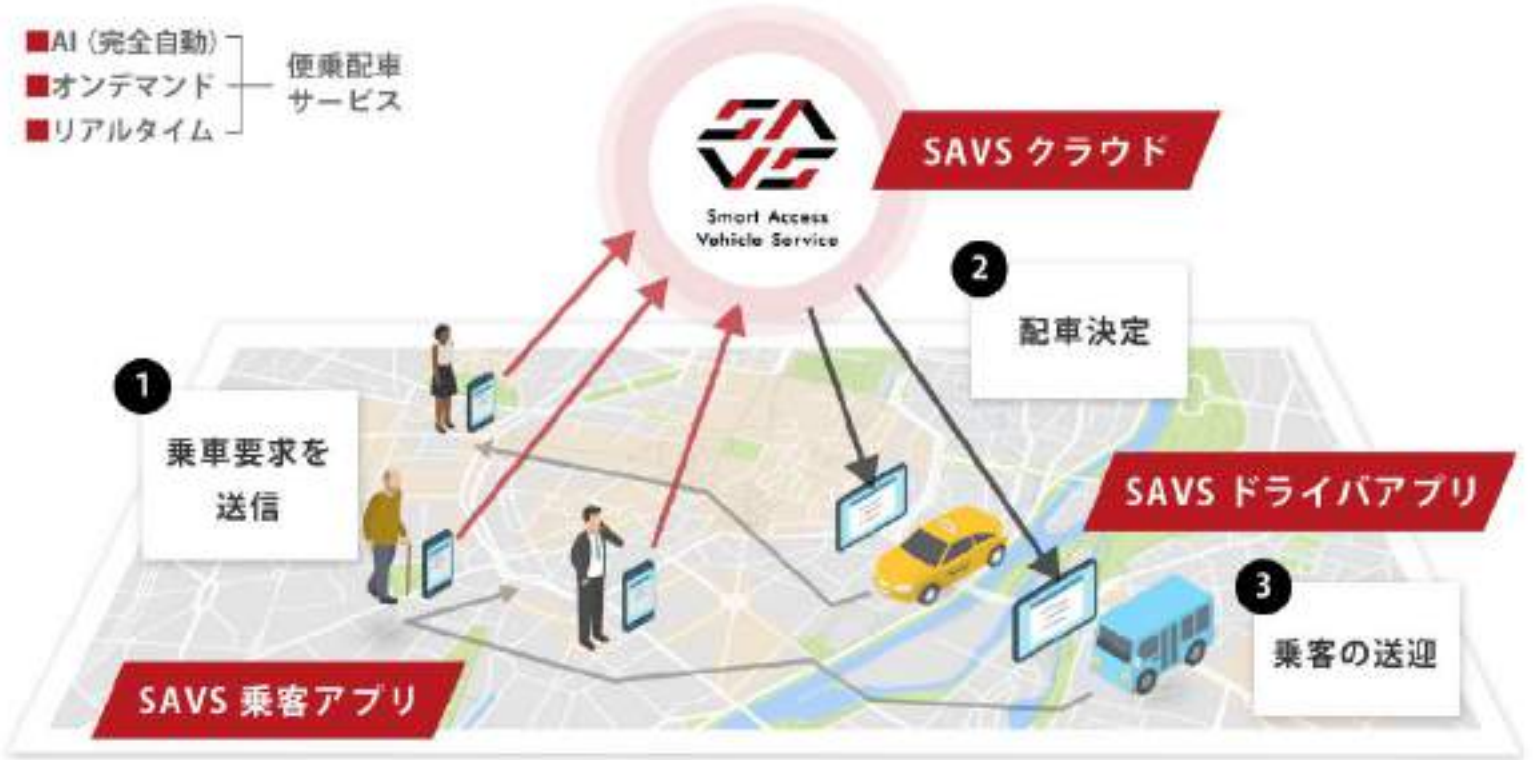 ■AI(完全自動)
■オンデマンド
■リアルタイム
便乗配車
サービス
SAVS
Smart Access
Vehicle Service
SAVS クラウド
1
乗車要求を
送信
2
配車決定
SAVS ドライバアプリ
3
乗客の送迎
SAVS 乗客アプリ